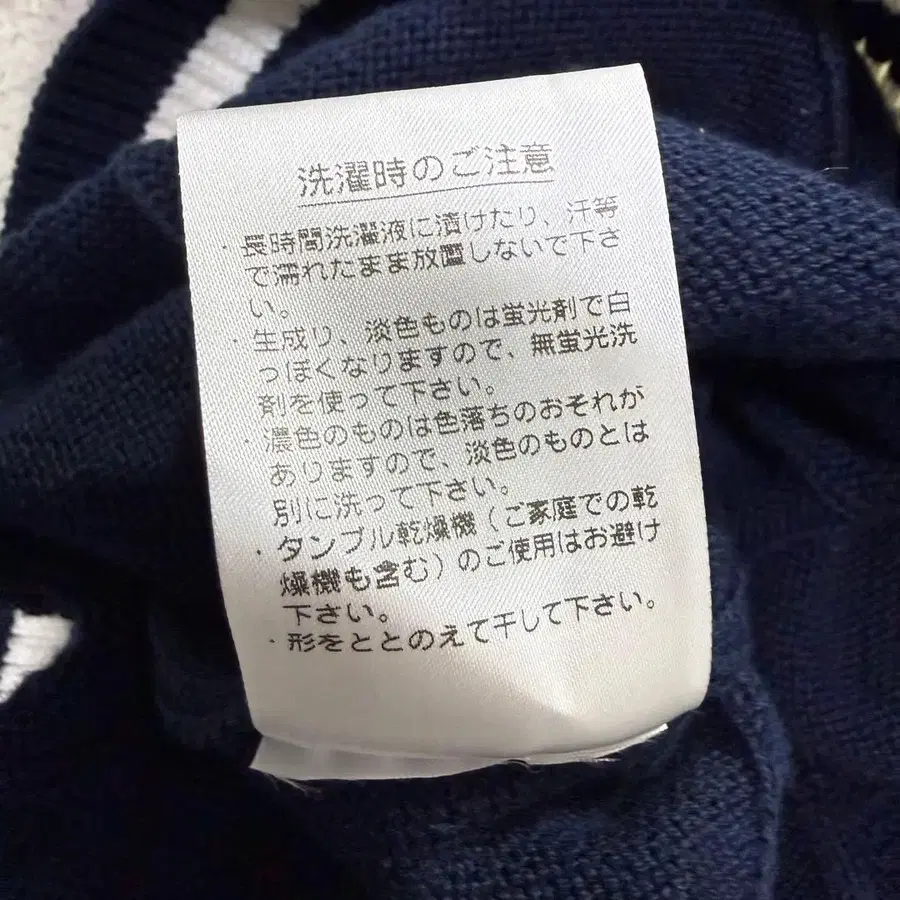 洗濯時のご注意
・長時間洗濯液に漬けたり、汗等
で濡れたまま放置しないで下さ
い。
・生成り、淡色ものは蛍光剤で白
っぽくなりますので、無蛍光洗
剤を使って下さい。
・濃色のものは色落ちのおそれが
ありますので、淡色のものとは
別に洗って下さい。
・タンブル乾燥機（ご家庭での乾
燥機も含む）のご使用はお避け
下さい。
・形をととのえて干して下さい。